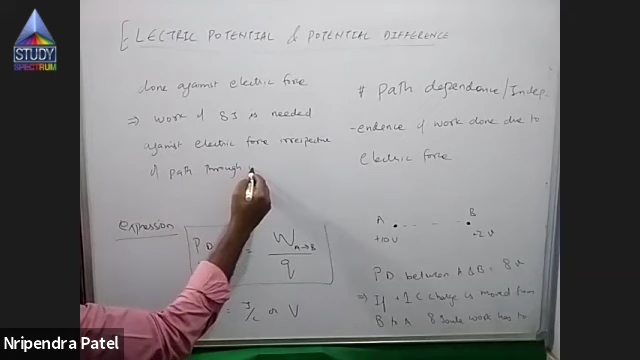 STUDY
SPECTRUM
ELECTRIC POTENTIAL & POTENTIAL DIFFERENCE
done against electric force
⇒ work of 8J is needed
against electric force irrespective
of path through
expression
PD = W A→B / q
= J/C or V
# Path dependence/Indep-
-endence of work done due to
electric force
A B
+10V +2V
PD between A & B = 8V
⇒ If +1C charge is moved from
B to A 8 Joule work has to
Nripendra Patel